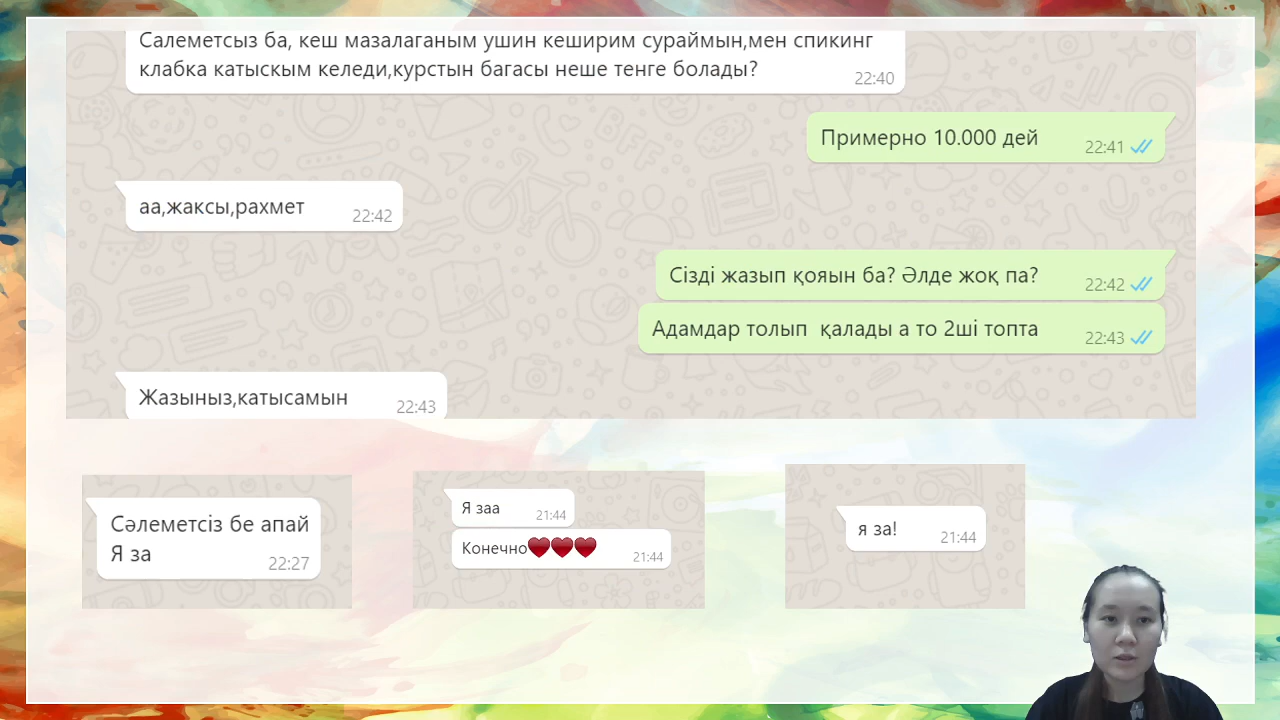 Салеметсыз ба, кеш мазалаганым ушин кеширим сураймын,мен спикинг
клабка катыскым келеди,курстын багасы неше тенге болады?
22:40
Примерно 10.000 дей
22:41
аа,жаксы,рахмет
22:42
Сізді жазып қояын ба? Әлде жоқ па?
22:42
Адамдар толып қалады а то 2ші топта
22:43
Жазыныз,катысамын
22:43
Сәлеметсіз бе апай
Я за
22:27
Я заа
21:44
Конечно❤❤❤
21:44
я за!
21:44